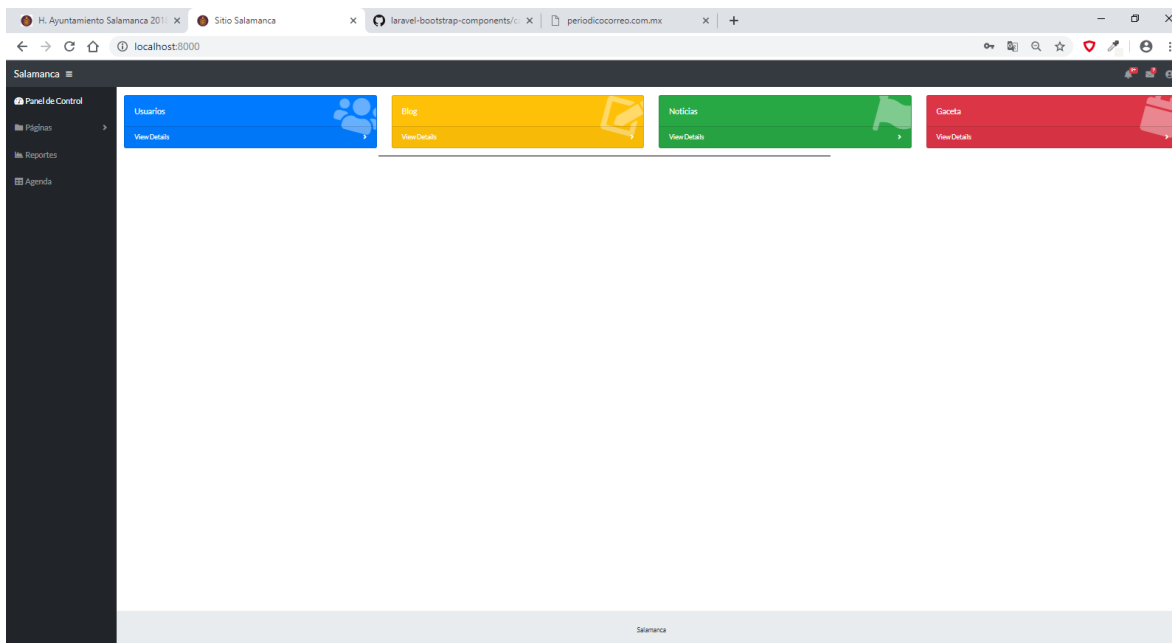 H. Ayuntamiento Salamanca 201
Sitio Salamanca
laravel-bootstrap-components/c
periodicocorreo.com.mx
localhost:8000
Salamanca
Panel de Control
Páginas
Reportes
Agenda
Usuarios
View Details
Blog
View Details
Noticias
View Details
Gaceta
View Details
Salamanca